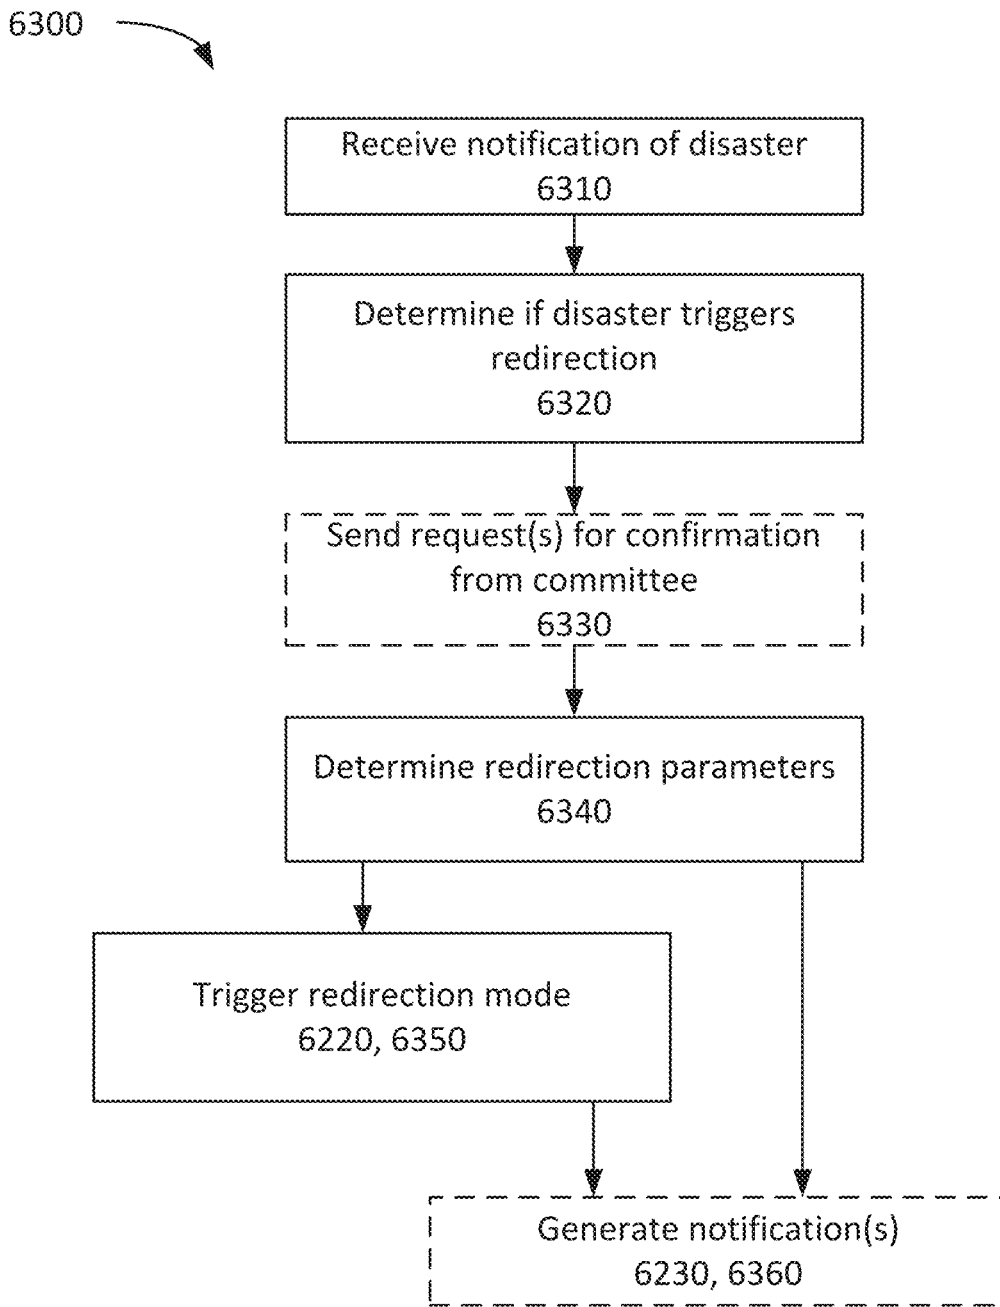 6300
Receive notification of disaster
6310
Determine if disaster triggers
redirection
6320
Send request(s) for confirmation
from committee
6330
Determine redirection parameters
6340
Trigger redirection mode
6220, 6350
Generate notification(s)
6230, 6360